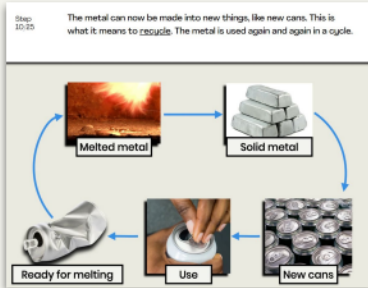 Step
10:25
The metal can now be made into new things, like new cans. This is
what it means to recycle. The metal is used again and again in a cycle.
Melted metal
Solid metal
Ready for melting
Use
New cans